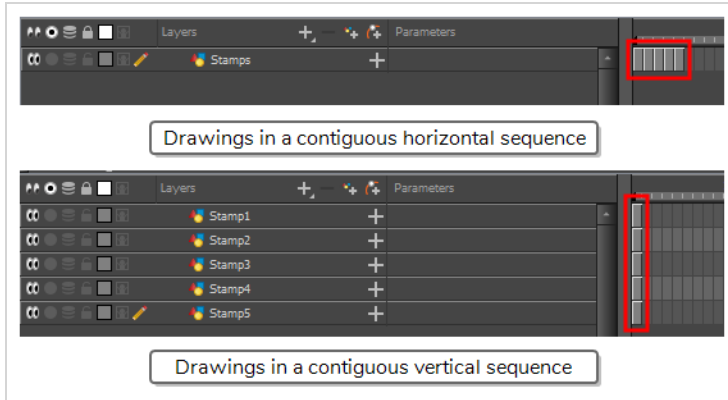 Layers Parameters
Stamps
Drawings in a contiguous horizontal sequence
Layers Parameters
Stamp1
Stamp2
Stamp3
Stamp4
Stamp5
Drawings in a contiguous vertical sequence